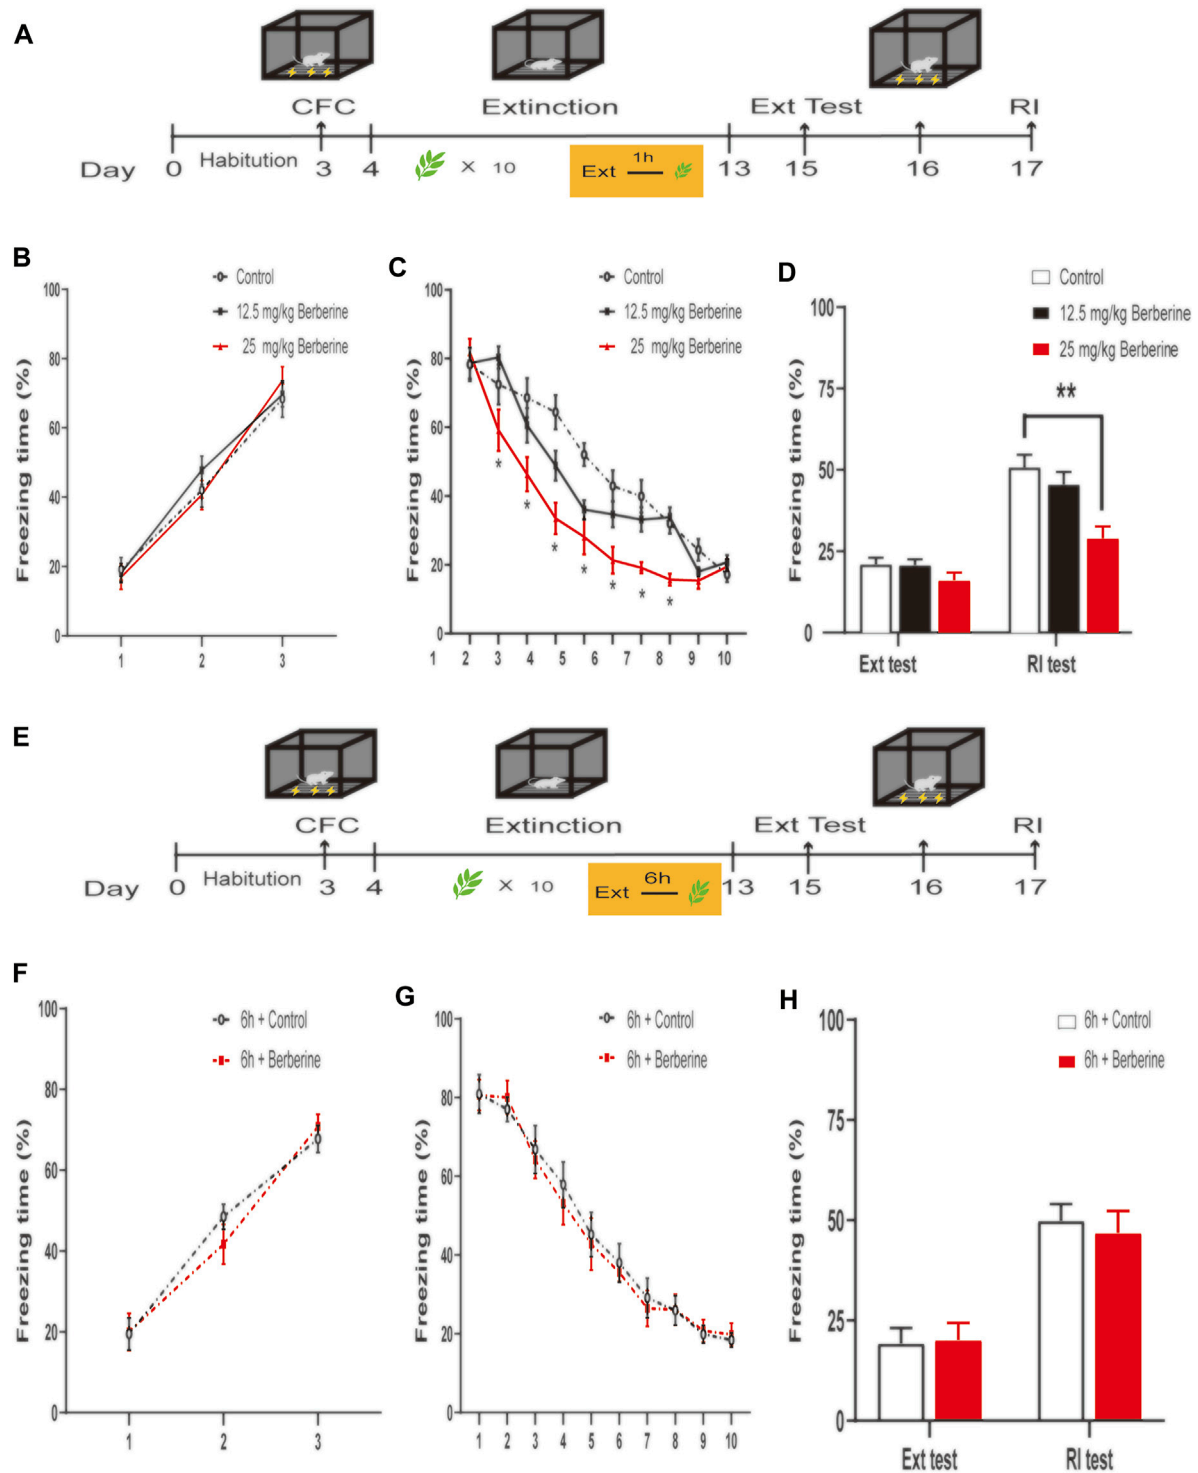 A
CFC Extinction Ext Test RI
Habitution × 10 Ext 1h
Day 0 3 4 13 15 16 17
B
Control
12.5 mg/kg Berberine
25 mg/kg Berberine
Freezing time (%)
100
80
60
40
20
0
1 2 3
C
Control
12.5 mg/kg Berberine
25 mg/kg Berberine
Freezing time (%)
100
80
60
40
20
0
* * * * * * *
1 2 3 4 5 6 7 8 9 10
D
Control
12.5 mg/kg Berberine
25 mg/kg Berberine
**
Freezing time (%)
100
75
50
25
0
Ext test RI test
E
CFC Extinction Ext Test RI
Habitution × 10 Ext 6h
Day 0 3 4 13 15 16 17
F
6h + Control
6h + Berberine
Freezing time (%)
100
80
60
40
20
0
1 2 3
G
6h + Control
6h + Berberine
Freezing time (%)
100
80
60
40
20
0
1 2 3 4 5 6 7 8 9 10
H
6h + Control
6h + Berberine
Freezing time (%)
100
75
50
25
0
Ext test RI test